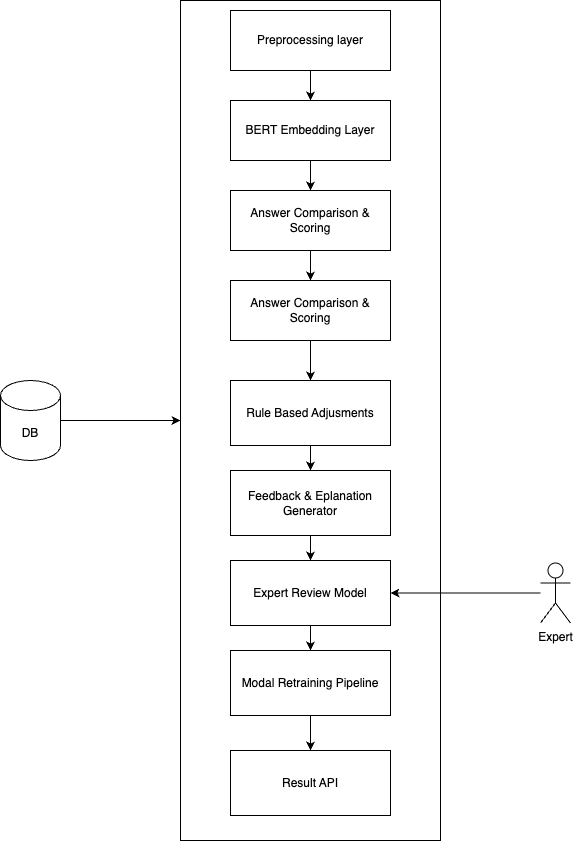 Preprocessing layer
BERT Embedding Layer
Answer Comparison &
Scoring
Answer Comparison &
Scoring
Rule Based Adjusments
DB
Feedback & Eplanation
Generator
Expert Review Model
Expert
Modal Retraining Pipeline
Result API